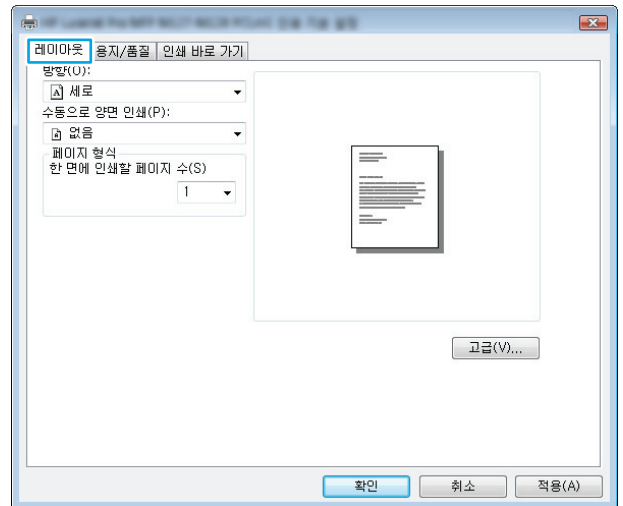 레이아웃 용지/품질 인쇄 바로 가기
방향(O):
세로
수동으로 양면 인쇄(P):
없음
페이지 형식
한 면에 인쇄할 페이지 수(S)
1
고급(V)...
확인 취소 적용(A)